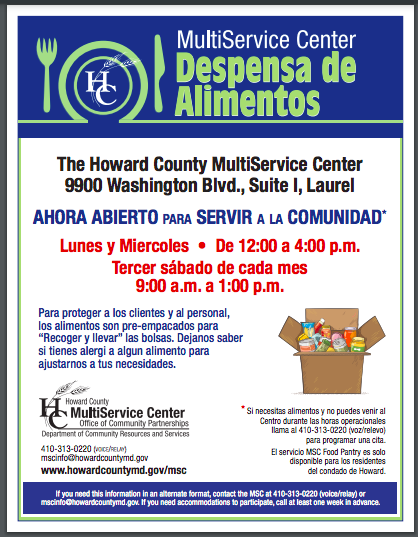 MultiService Center
Despensa de
Alimentos
HC
The Howard County MultiService Center
9900 Washington Blvd., Suite I, Laurel
AHORA ABIERTO PARA SERVIR A LA COMUNIDAD*
Lunes y Miercoles • De 12:00 a 4:00 p.m.
Tercer sábado de cada mes
9:00 a.m. a 1:00 p.m.
Para proteger a los clientes y al personal,
los alimentos son pre-empacados para
“Recoger y llevar” las bolsas. Dejanos saber
si tienes alergi a algun alimento para
ajustarnos a tus necesidades.
HC
Howard County
MultiService Center
Office of Community Partnerships
Department of Community Resources and Services
410-313-0220 (VOICE/RELAY)
mscinfo@howardcountymd.gov
www.howardcountymd.gov/msc
* Si necesitas alimentos y no puedes venir al
Centro durante las horas operacionales
llama al 410-313-0220 (voz/relevo)
para programar una cita.
El servicio MSC Food Pantry es solo
disponible para los residentes
del condado de Howard.
If you need this information in an alternate format, contact the MSC at 410-313-0220 (voice/relay) or
mscinfo@howardcountymd.gov. If you need accommodations to participate, call at least one week in advance.